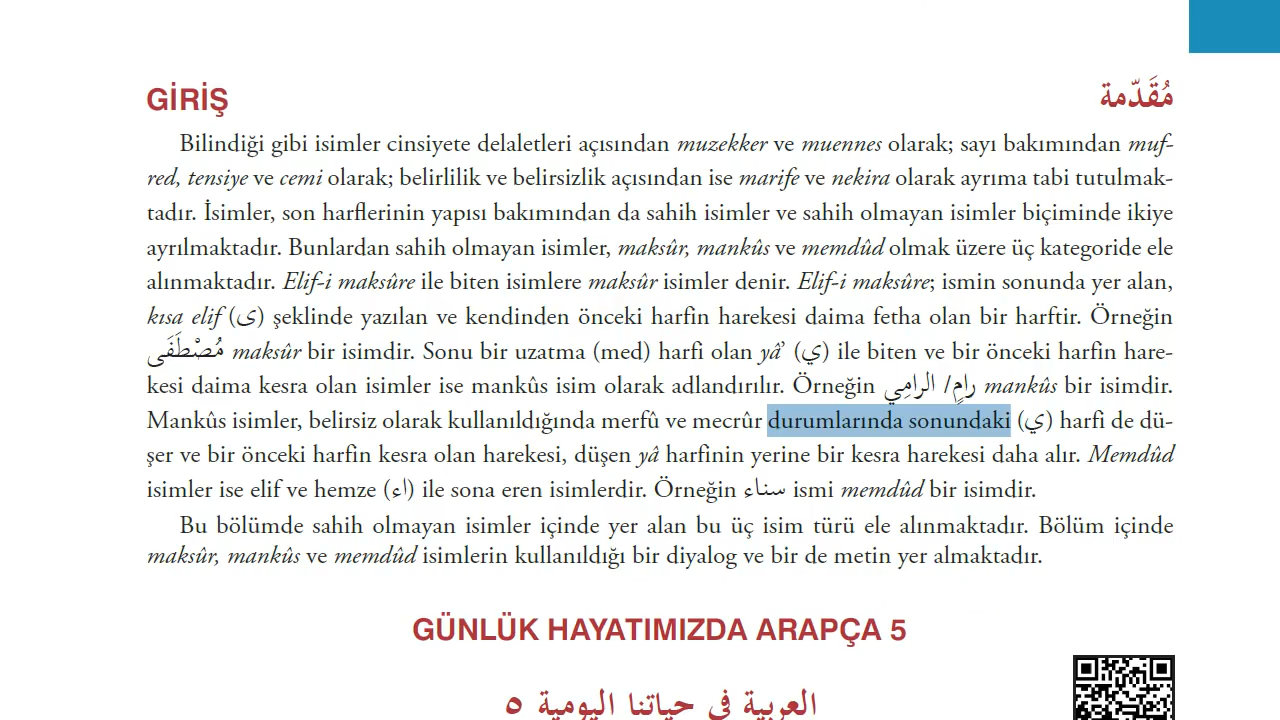 GİRİŞ
مُقَدّمة
Bilindiği gibi isimler cinsiyete delaletleri açısından muzekker ve muennes olarak; sayı bakımından muf-
red, tensiye ve cemi olarak; belirlilik ve belirsizlik açısından ise marife ve nekira olarak ayrıma tabi tutulmak-
tadır. İsimler, son harflerinin yapısı bakımından da sahih isimler ve sahih olmayan isimler biçiminde ikiye
ayrılmaktadır. Bunlardan sahih olmayan isimler, maksûr, mankûs ve memdûd olmak üzere üç kategoride ele
alınmaktadır. Elif-i maksûre ile biten isimlere maksûr isimler denir. Elif-i maksûre; ismin sonunda yer alan,
kısa elif (ى) şeklinde yazılan ve kendinden önceki harfin harekesi daima fetha olan bir harftir. Örneğin
مُصْطَفَى maksûr bir isimdir. Sonu bir uzatma (med) harfi olan yâ’ (ي) ile biten ve bir önceki harfin hare-
kesi daima kesra olan isimler ise mankûs isim olarak adlandırılır. Örneğin رامٍ/ الرامِي mankûs bir isimdir.
Mankûs isimler, belirsiz olarak kullanıldığında merfû ve mecrûr durumlarında sonundaki (ي) harfi de dü-
şer ve bir önceki harfin kesra olan harekesi, düşen yâ harfinin yerine bir kesra harekesi daha alır. Memdûd
isimler ise elif ve hemze (اء) ile sona eren isimlerdir. Örneğin سناء ismi memdûd bir isimdir.
Bu bölümde sahih olmayan isimler içinde yer alan bu üç isim türü ele alınmaktadır. Bölüm içinde
maksûr, mankûs ve memdûd isimlerin kullanıldığı bir diyalog ve bir de metin yer almaktadır.
GÜNLÜK HAYATIMIZDA ARAPÇA 5
العربية في حياتنا اليومية ٥